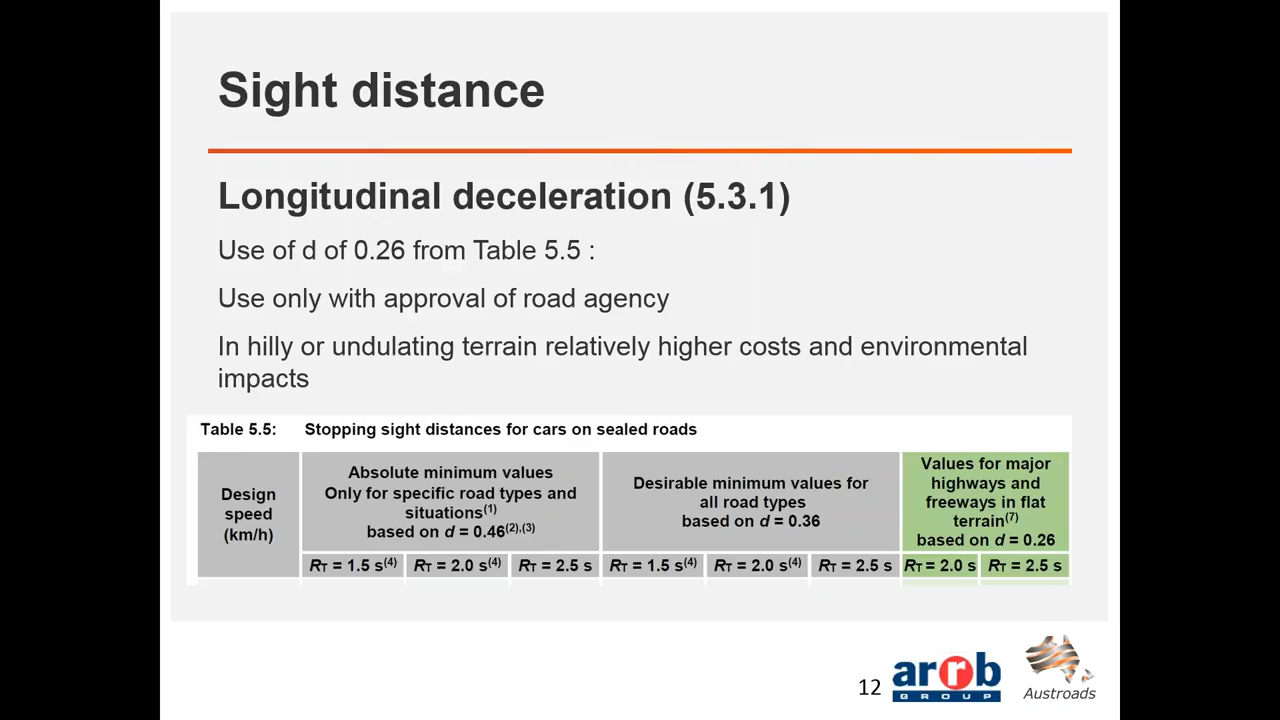 Sight distance
Longitudinal deceleration (5.3.1)
Use of d of 0.26 from Table 5.5 :
Use only with approval of road agency
In hilly or undulating terrain relatively higher costs and environmental
impacts
Table 5.5: Stopping sight distances for cars on sealed roads
Design
speed
(km/h)
Absolute minimum values
Only for specific road types and
situations(1)
based on d = 0.46(2),(3)
Desirable minimum values for
all road types
based on d = 0.36
Values for major
highways and
freeways in flat
terrain(7)
based on d = 0.26
RT = 1.5 s(4) RT = 2.0 s(4) RT = 2.5 s RT = 1.5 s(4) RT = 2.0 s(4) RT = 2.5 s RT = 2.0 s RT = 2.5 s
12
arrb
GROUP
Austroads